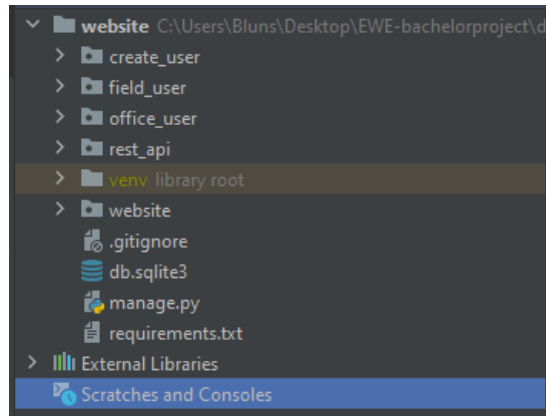 website C:\Users\Bluns\Desktop\EWE-bachelorproject\d
create_user
field_user
office_user
rest_api
venv library root
website
.gitignore
db.sqlite3
manage.py
requirements.txt
External Libraries
Scratches and Consoles